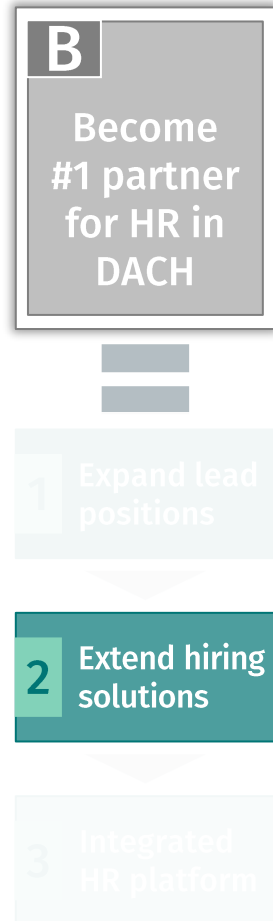 B
Become
#1 partner
for HR in
DACH
1
Expand lead
positions
2
Extend hiring
solutions
3
Integrated
HR platform